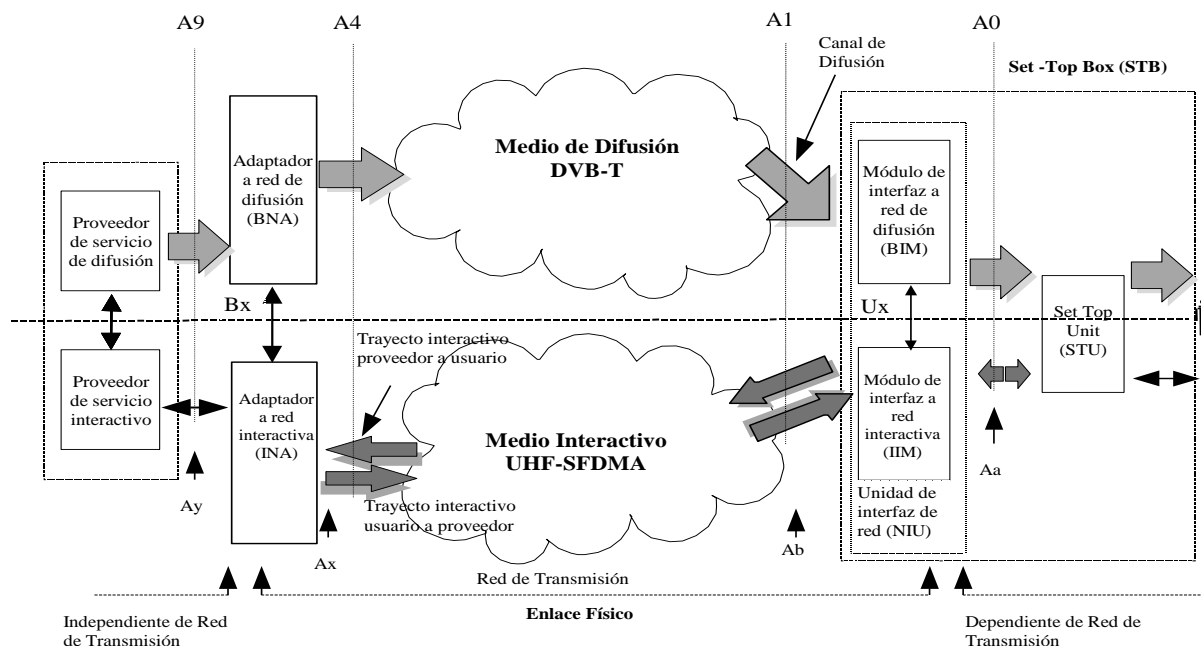 A9
A4
A1
A0
Canal de
Difusión
Set -Top Box (STB)
Medio de Difusión
DVB-T
Adaptador
a red de
difusión
(BNA)
Módulo de
interfaz a
red de
difusión
(BIM)
Proveedor
de servicio
de difusión
Bx
Ux
Set Top
Unit
(STU)
Trayecto interactivo
proveedor a usuario
Proveedor
de servicio
interactivo
Adaptador
a red
interactiva
(INA)
Medio Interactivo
UHF-SFDMA
Módulo de
interfaz a
red
interactiva
(IIM)
Aa
Ay
Trayecto interactivo
usuario a proveedor
Unidad de
interfaz de
red (NIU)
Ax
Ab
Red de Transmisión
Enlace Físico
Independiente de Red
de Transmisión
Dependiente de Red de
Transmisión